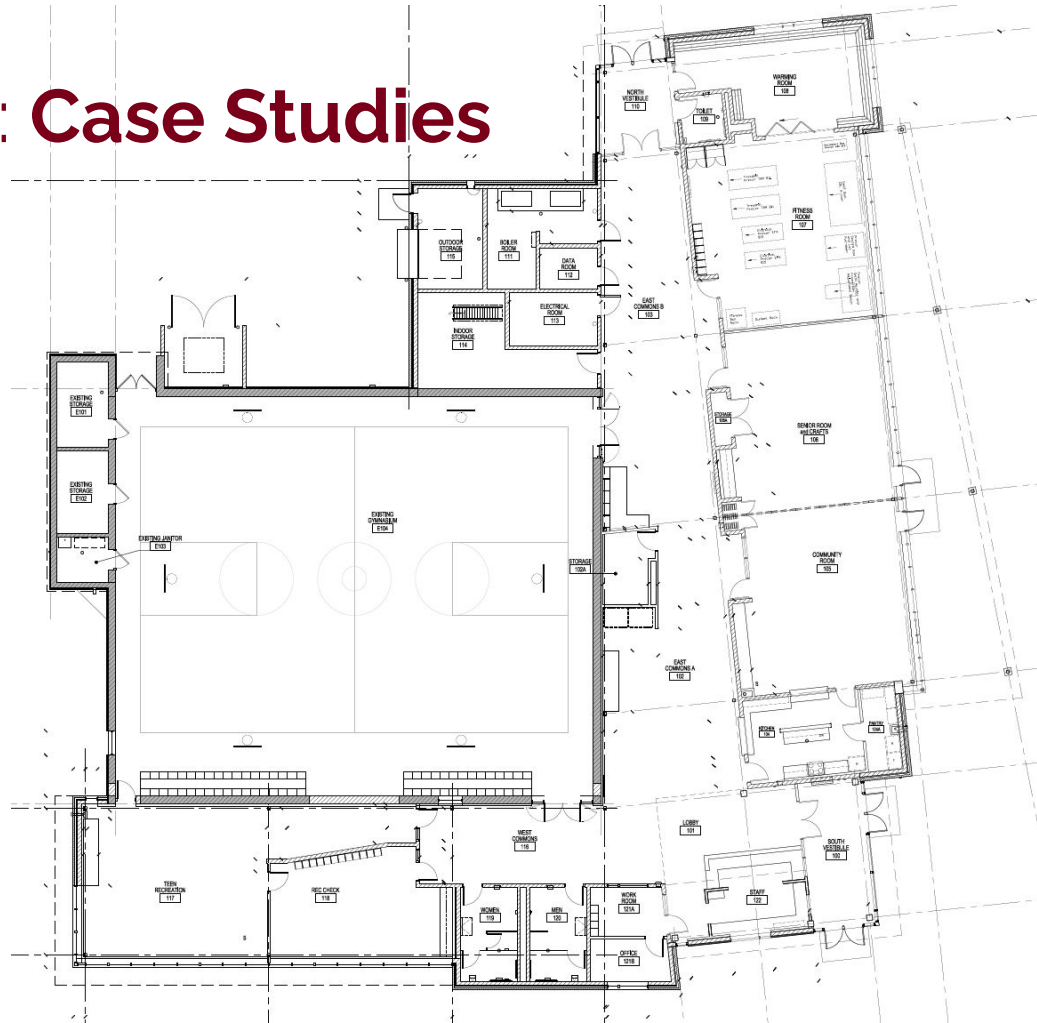 : Case Studies
NORTH
VESTIBULE
110
WARMING
ROOM
108
TOILET
109
FITNESS
ROOM
107
OUTDOOR
STORAGE
115
BOILER
ROOM
111
DATA
ROOM
112
ELECTRICAL
ROOM
113
INDOOR
STORAGE
114
EAST
COMMONS B
103
EXISTING
STORAGE
E101
EXISTING
STORAGE
E102
EXISTING JANITOR
E103
EXISTING
GYMNASIUM
E104
STORAGE
SENIOR ROOM
and CRAFTS
106
COMMUNITY
ROOM
105
STORAGE
102A
EAST
COMMONS A
102
KITCHEN
104
PANTRY
104A
LOBBY
101
SOUTH
VESTIBULE
100
STAFF
122
WEST
COMMONS
116
TEEN
RECREATION
117
REC CHECK
118
WOMEN
119
MEN
120
WORK
ROOM
121A
OFFICE
121B